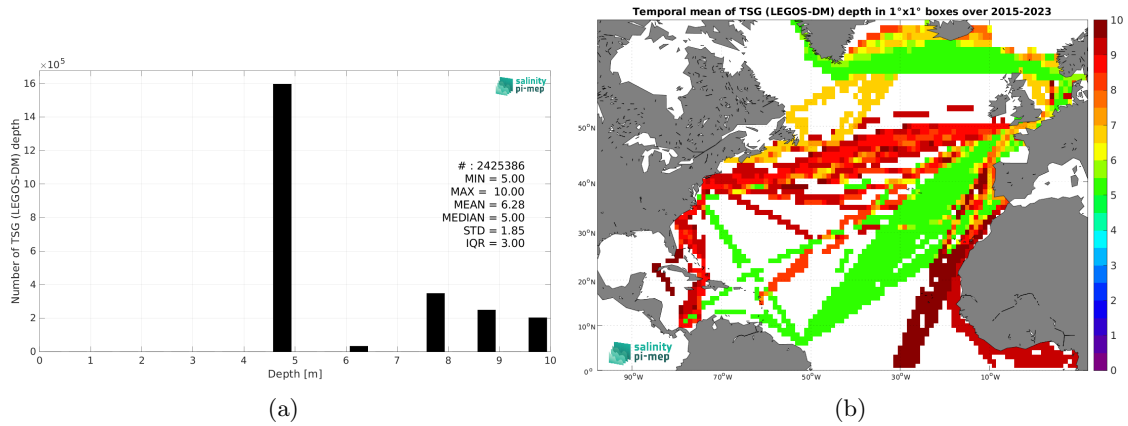 ×10⁵
16
14
12
10
8
6
4
2
0
Number of TSG (LEGOS-DM) depth
salinity
pi-mep
# : 2425386
MIN = 5.00
MAX = 10.00
MEAN = 6.28
MEDIAN = 5.00
STD = 1.85
IQR = 3.00
0 1 2 3 4 5 6 7 8 9 10
Depth [m]
(a)
Temporal mean of TSG (LEGOS-DM) depth in 1°x1° boxes over 2015-2023
50°N
40°N
30°N
20°N
10°N
0°
90°W 70°W 50°W 30°W 10°W
salinity
pi-mep
10
9
8
7
6
5
4
3
2
1
0
(b)